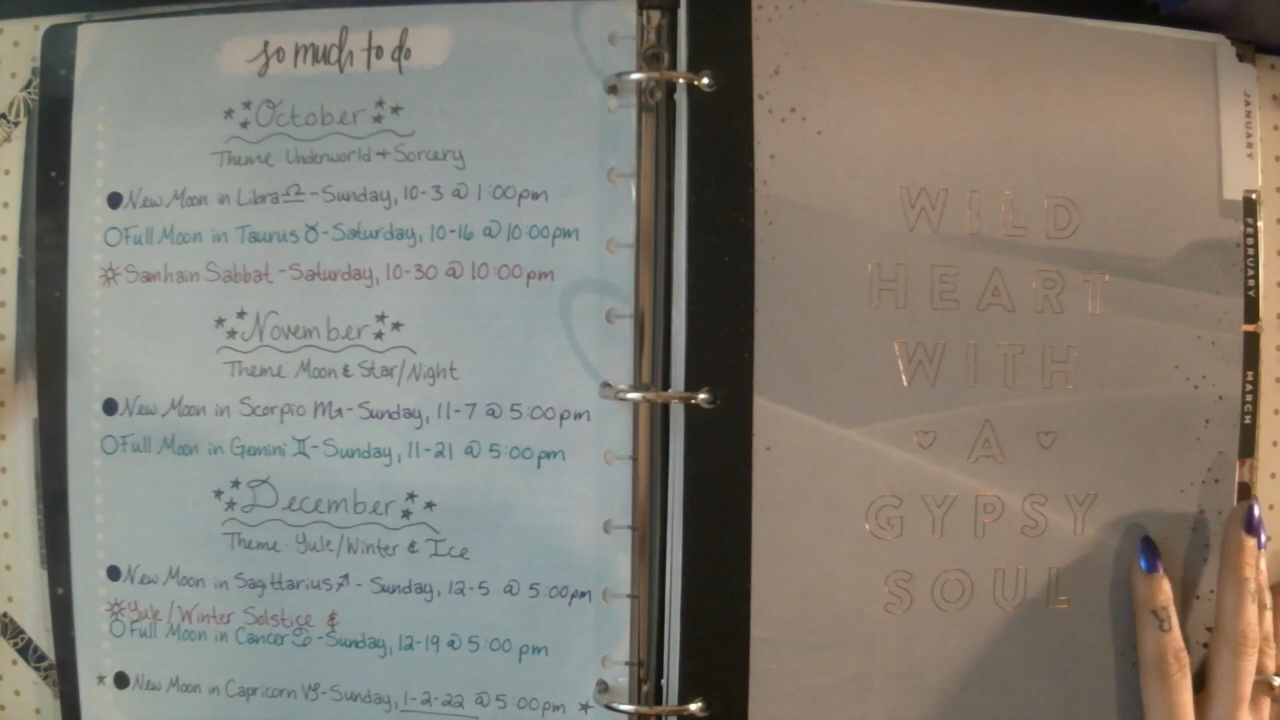 so much to do
October
Theme: Underworld + Sorcery
New Moon in Libra ♎ - Sunday, 10-3 @ 1:00pm
Full Moon in Taurus ♉ - Saturday, 10-16 @ 10:00pm
Samhain Sabbat - Saturday, 10-30 @ 10:00pm
November
Theme: Moon & Star/Night
New Moon in Scorpio ♏ - Sunday, 11-7 @ 5:00pm
Full Moon in Gemini ♊ - Sunday, 11-21 @ 5:00pm
December
Theme: Yule/Winter & Ice
New Moon in Sagittarius ♐ - Sunday, 12-5 @ 5:00pm
Yule/Winter Solstice &
Full Moon in Cancer ♋ - Sunday, 12-19 @ 5:00 pm
New Moon in Capricorn ♑ - Sunday, 1-2-22 @ 5:00pm
WILD
HEART
WITH
A
GYPSY
SOUL
JANUARY
FEBRUARY
MARCH
R